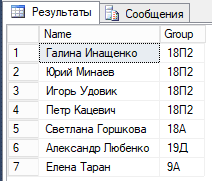 Результаты Сообщения
Name Group
1 Галина Инащенко 18П2
2 Юрий Минаев 18П2
3 Игорь Удовик 18П2
4 Петр Кацевич 18П2
5 Светлана Горшкова 18А
6 Александр Любенко 19Д
7 Елена Таран 9А